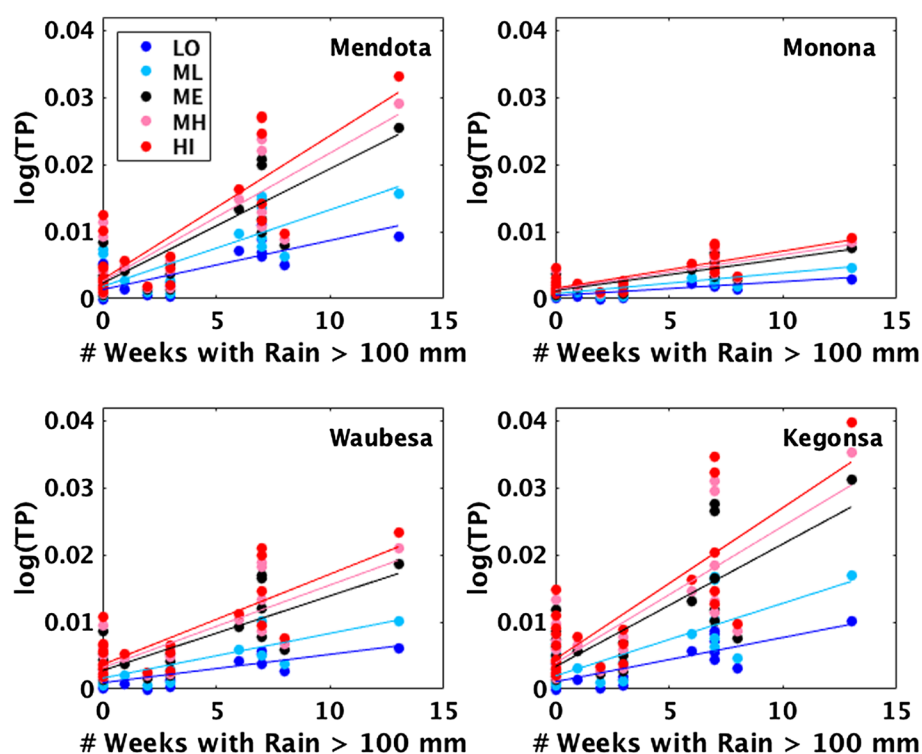 Mendota
LO
ML
ME
MH
HI
log(TP)
0.04
0.03
0.02
0.01
0
0 5 10 15
# Weeks with Rain > 100 mm
Monona
log(TP)
0.04
0.03
0.02
0.01
0
0 5 10 15
# Weeks with Rain > 100 mm
Waubesa
log(TP)
0.04
0.03
0.02
0.01
0
0 5 10 15
# Weeks with Rain > 100 mm
Kegonsa
log(TP)
0.04
0.03
0.02
0.01
0
0 5 10 15
# Weeks with Rain > 100 mm